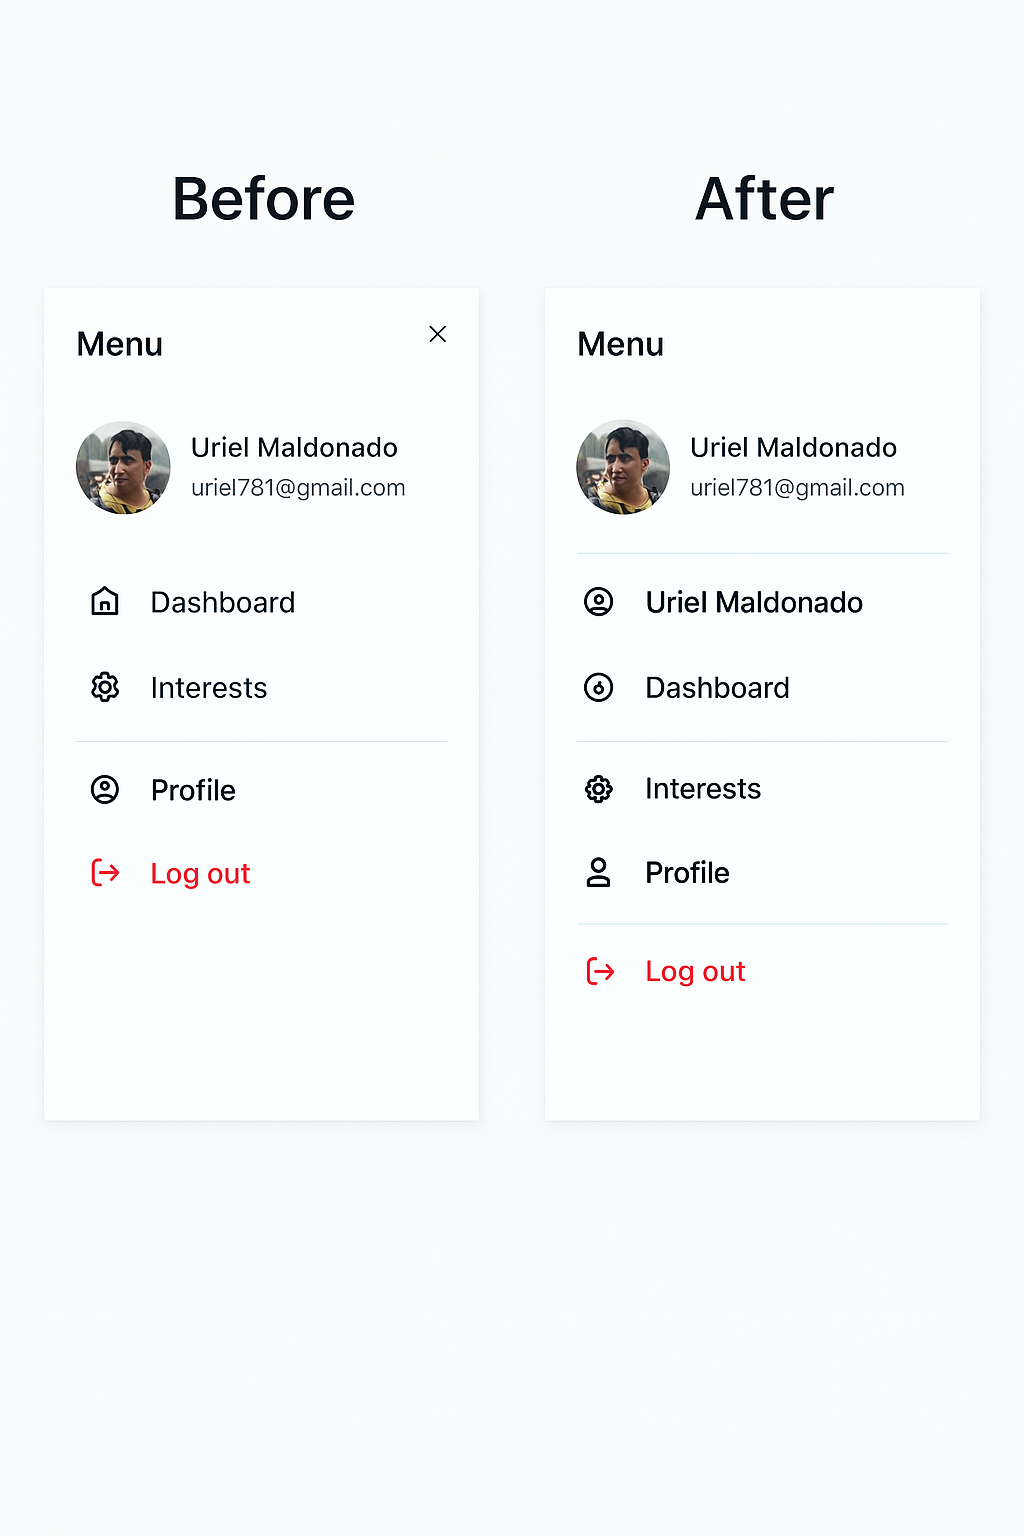 Before
Menu
Uriel Maldonado
uriel781@gmail.com
Dashboard
Interests
Profile
Log out
After
Menu
Uriel Maldonado
uriel781@gmail.com
Uriel Maldonado
Dashboard
Interests
Profile
Log out